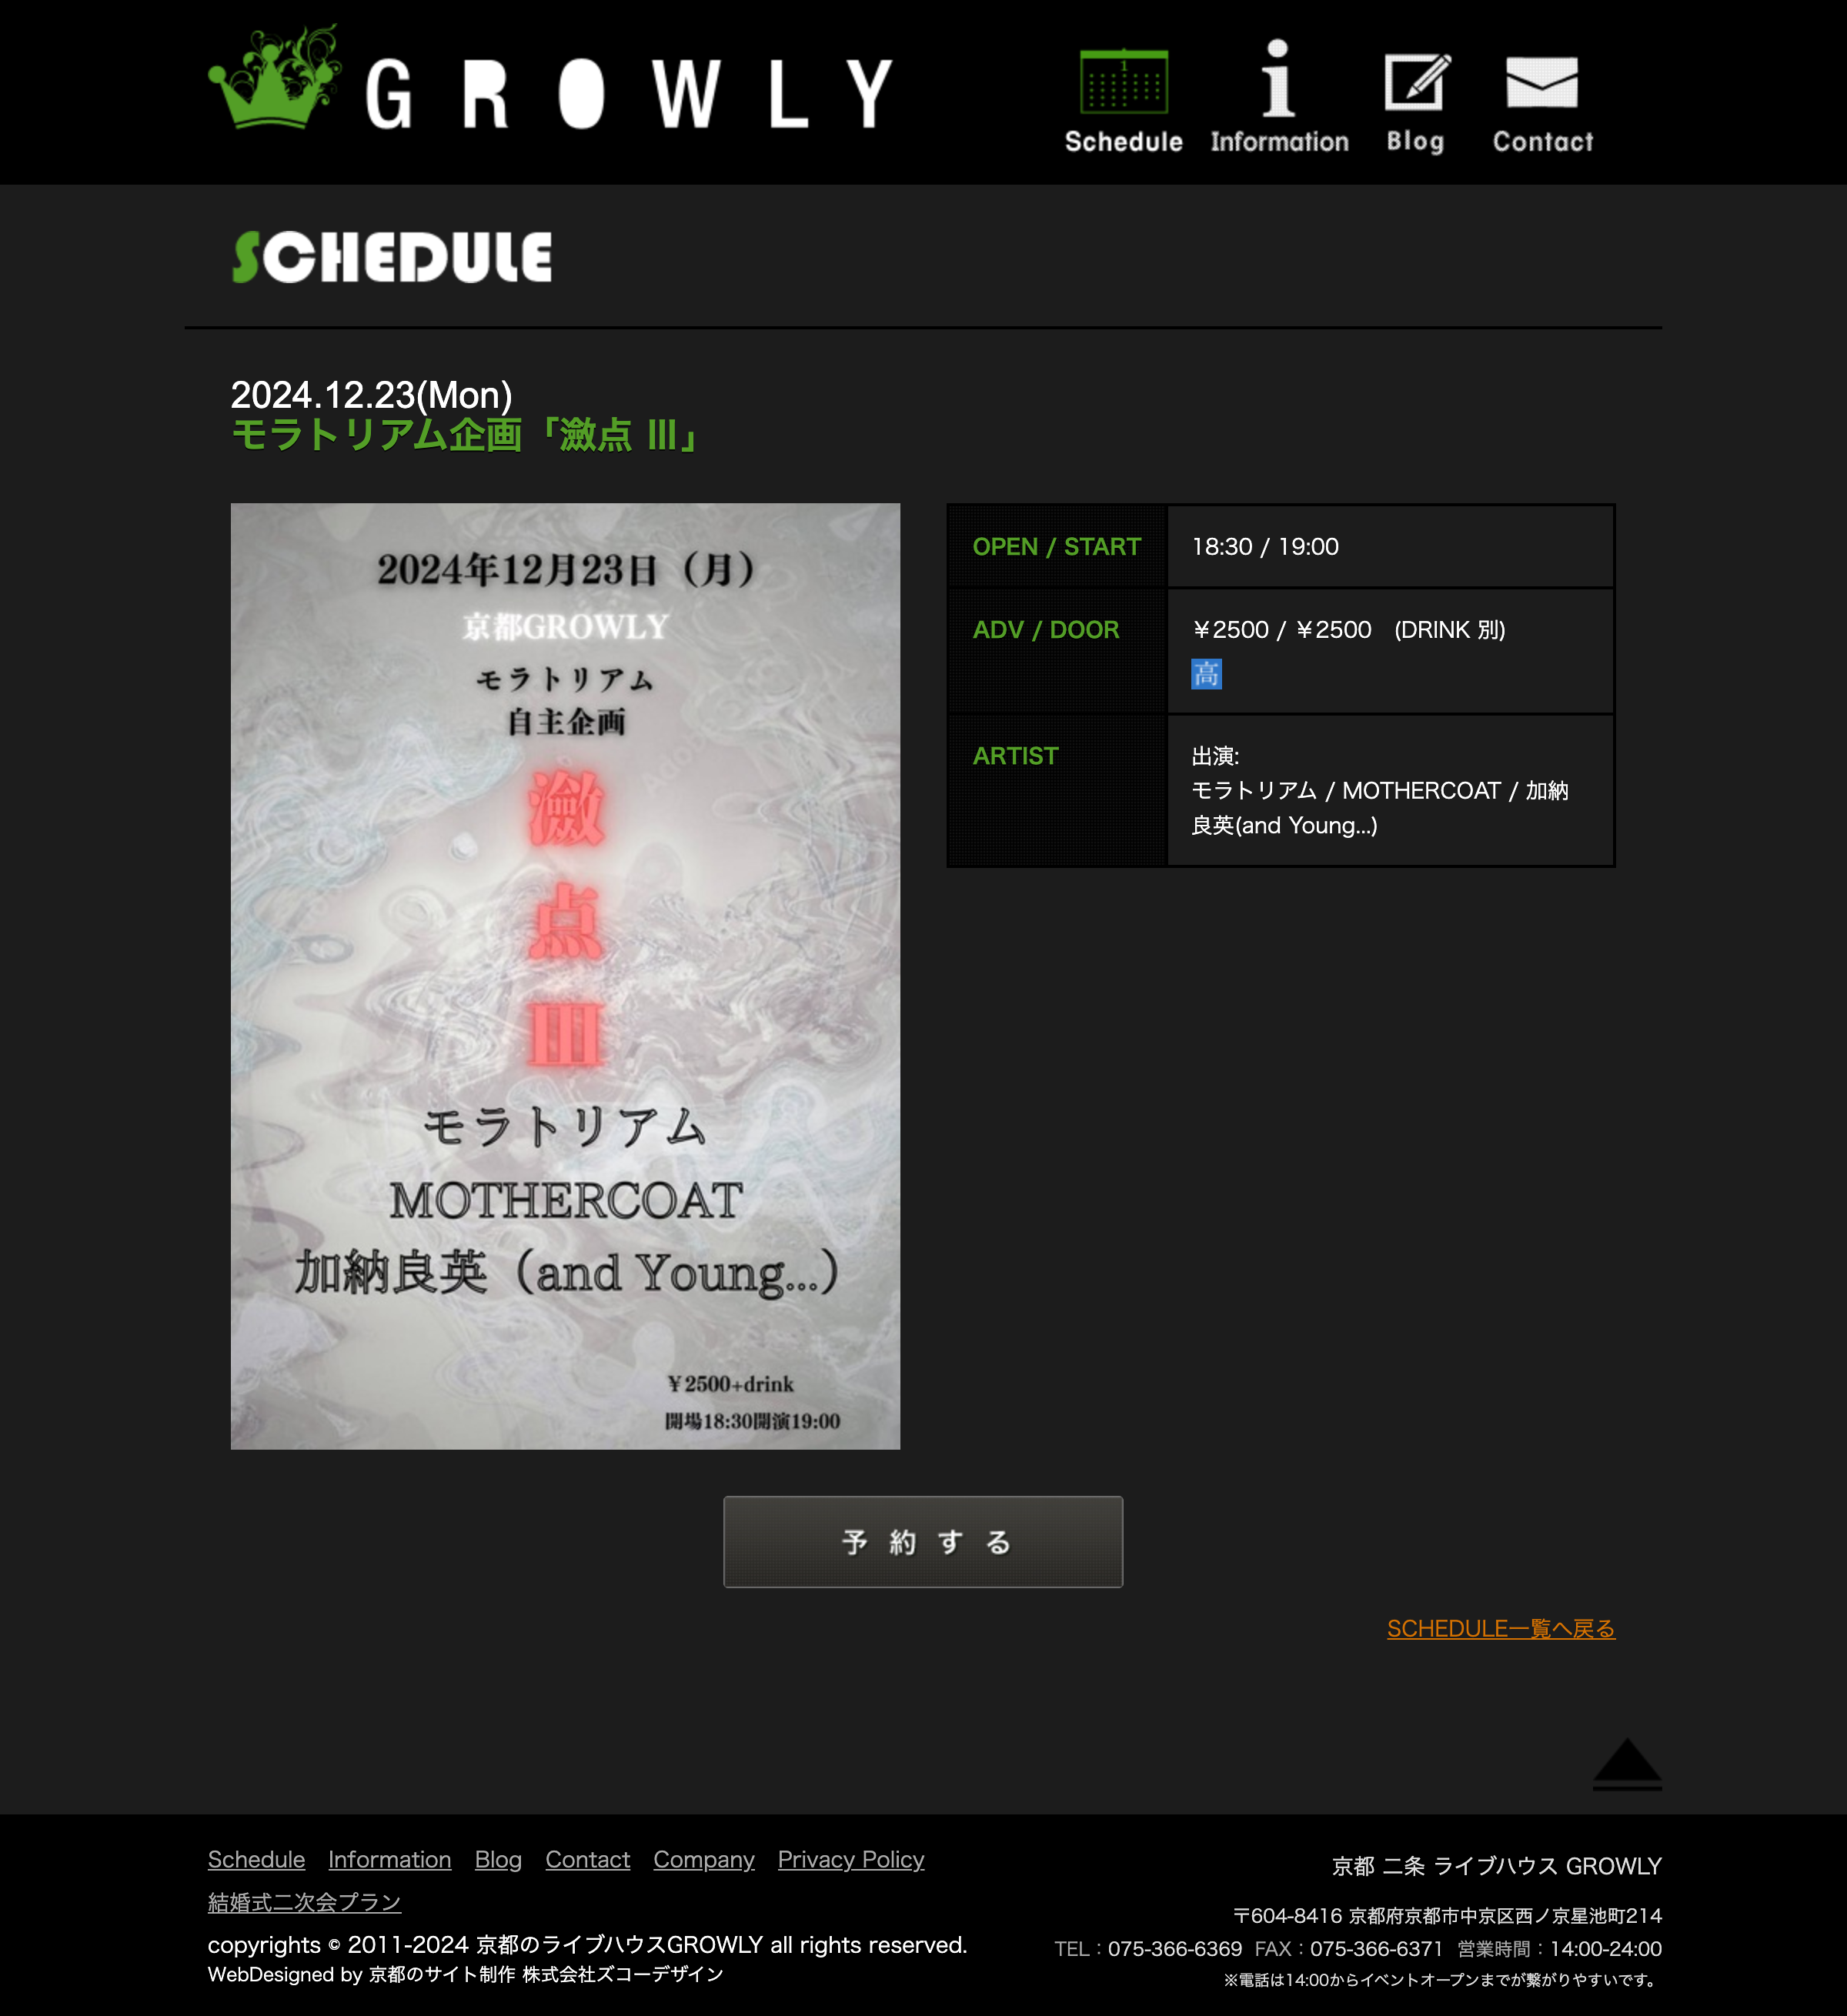 GROWLY
Schedule
Information
Blog
Contact
SCHEDULE
2024.12.23(Mon)
モラトリアム企画「瀲点 Ⅲ」
2024年12月23日（月）
京都GROWLY
モラトリアム
自主企画
瀲
点
Ⅲ
モラトリアム
MOTHERCOAT
加納良英（and Young...）
￥2500+drink
開場18:30開演19:00
OPEN / START
18:30 / 19:00
ADV / DOOR
￥2500 / ￥2500　(DRINK 別)
高
ARTIST
出演:
モラトリアム / MOTHERCOAT / 加納
良英(and Young...)
予約する
SCHEDULE一覧へ戻る
Schedule Information Blog Contact Company Privacy Policy
結婚式二次会プラン
copyrights © 2011-2024 京都のライブハウスGROWLY all rights reserved.
WebDesigned by 京都のサイト制作 株式会社ズコーデザイン
京都 二条 ライブハウス GROWLY
〒604-8416 京都府京都市中京区西ノ京星池町214
TEL：075-366-6369 FAX：075-366-6371 営業時間：14:00-24:00
※電話は14:00からイベントオープンまでが繋がりやすいです。